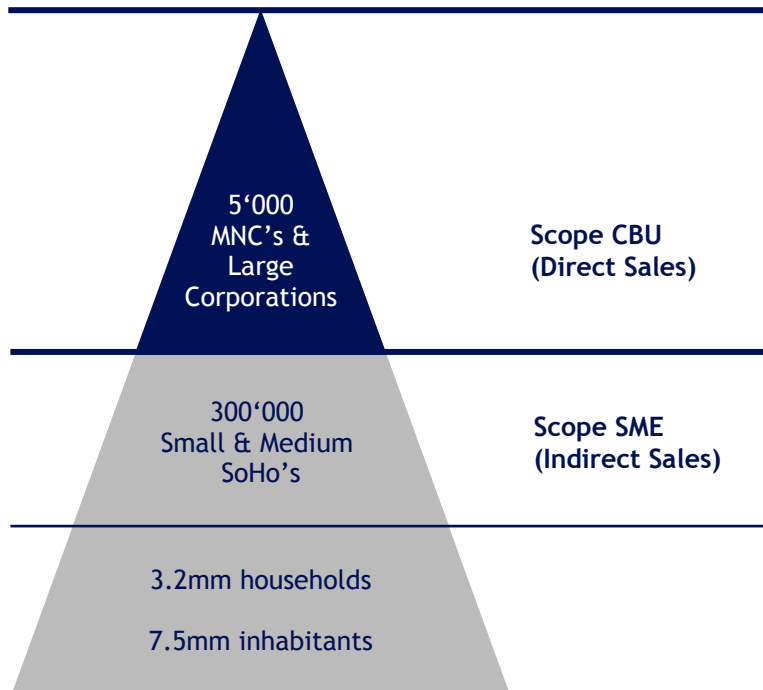 5‘000
MNC’s &
Large
Corporations
Scope CBU
(Direct Sales)
300‘000
Small & Medium
SoHo’s
Scope SME
(Indirect Sales)
3.2mm households
7.5mm inhabitants